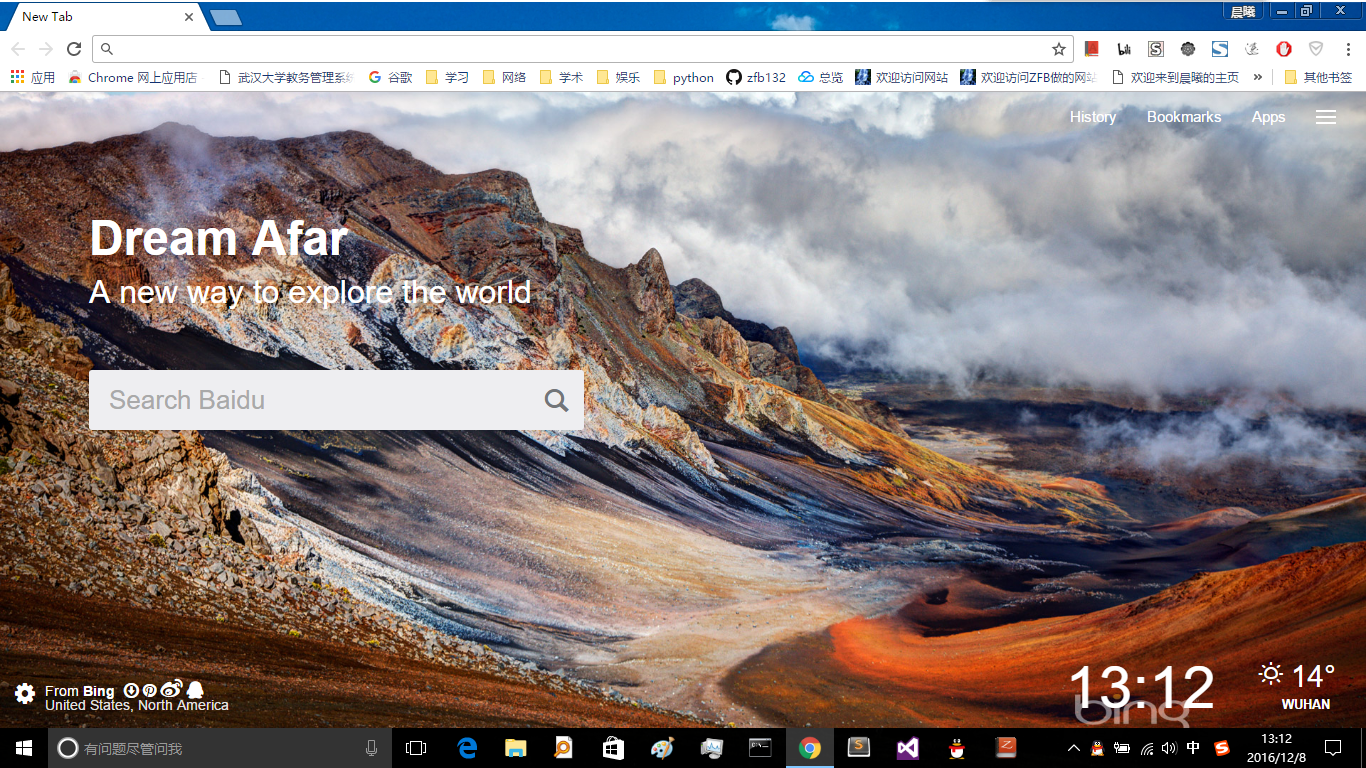 New Tab
晨曦
应用 Chrome 网上应用店 武汉大学教务管理系统 谷歌 学习 网络 学术 娱乐 python zfb132 总览 欢迎访问网站 欢迎访问ZFB做的网站 欢迎来到晨曦的主页 » 其他书签
History Bookmarks Apps
Dream Afar
A new way to explore the world
Search Baidu
From Bing
United States, North America
13:12
14°
WUHAN
bing
有问题尽管问我
中
13:12
2016/12/8